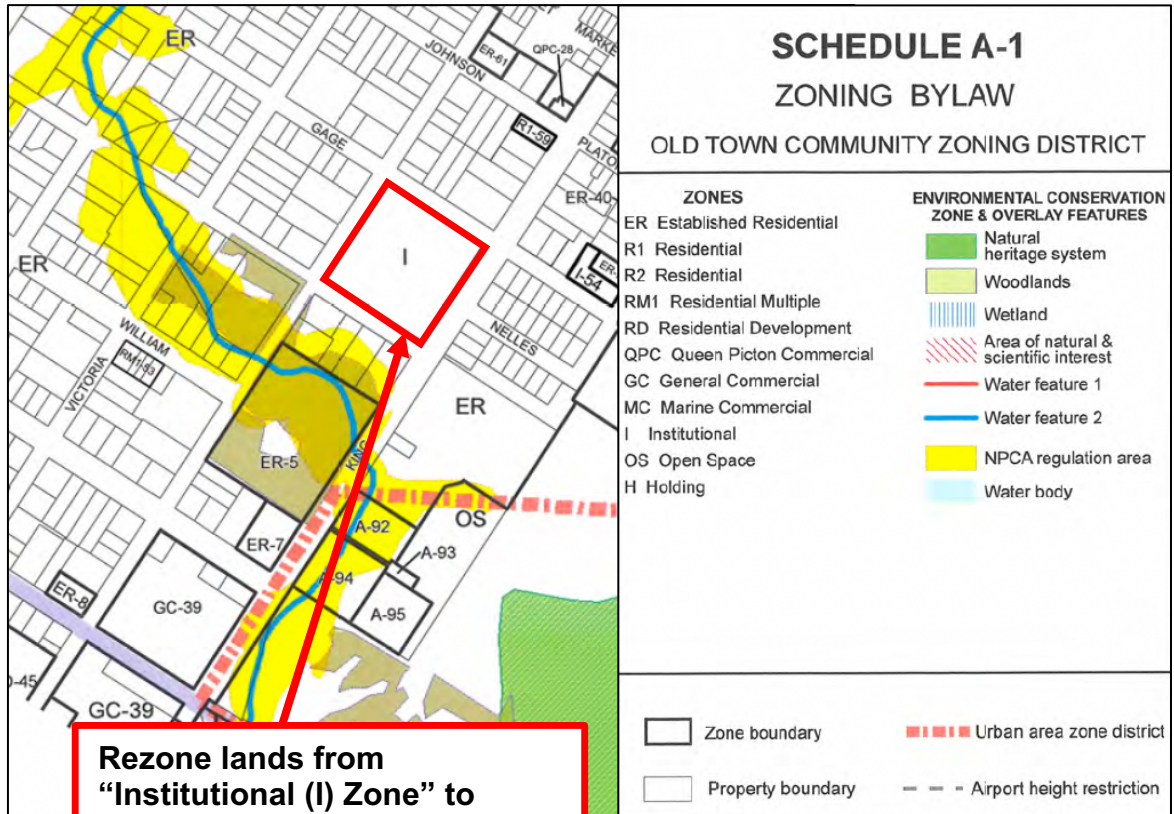 ER
JOHNSON
ER-61
QPC-28
MARKE
GAGE
R1-59
PLATO
ER-40
I
ER
I-54
ER-
WILLIAM
RM1-53
VICTORIA
NELLES
ER
ER-5
KING
OS
A-92
A-93
ER-7
A-94
A-95
ER-8
GC-39
-45
GC-39
Rezone lands from
“Institutional (I) Zone” to
SCHEDULE A-1
ZONING BYLAW
OLD TOWN COMMUNITY ZONING DISTRICT
ZONES
ER Established Residential
R1 Residential
R2 Residential
RM1 Residential Multiple
RD Residential Development
QPC Queen Picton Commercial
GC General Commercial
MC Marine Commercial
I Institutional
OS Open Space
H Holding
ENVIRONMENTAL CONSERVATION
ZONE & OVERLAY FEATURES
Natural
heritage system
Woodlands
Wetland
Area of natural &
scientific interest
Water feature 1
Water feature 2
NPCA regulation area
Water body
Zone boundary
Urban area zone district
Property boundary
Airport height restriction